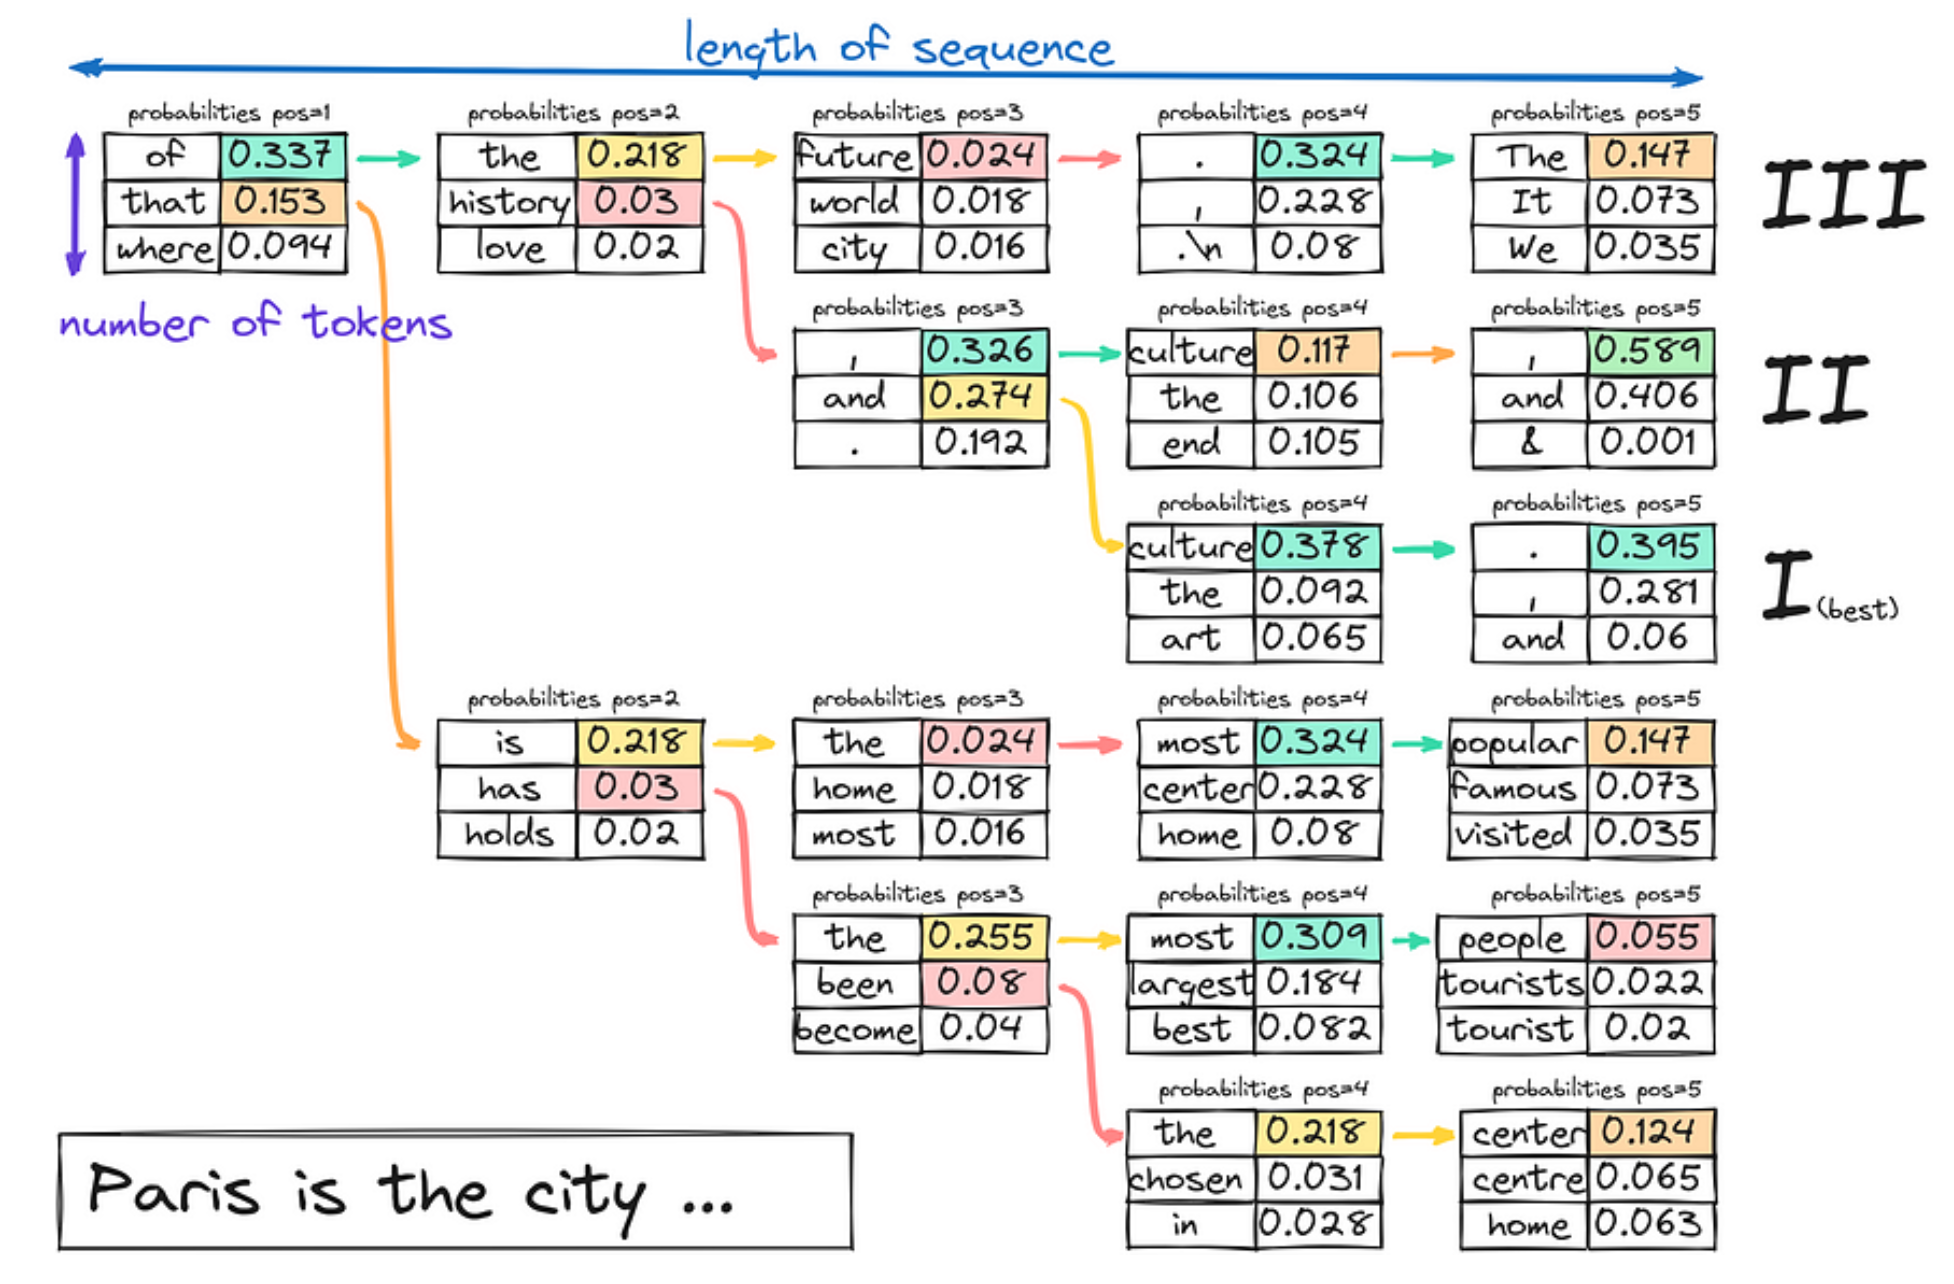 length of sequence
probabilities pos=1 probabilities pos=2 probabilities pos=3 probabilities pos=4 probabilities pos=5
of 0.337 the 0.218 future 0.024 . 0.324 The 0.147 III
that 0.153 history 0.03 world 0.018 , 0.228 It 0.073
where 0.094 love 0.02 city 0.016 .\n 0.08 We 0.035
number of tokens
probabilities pos=3 probabilities pos=4 probabilities pos=5
, 0.326 culture 0.117 , 0.589 II
and 0.274 the 0.106 and 0.406
. 0.192 end 0.105 & 0.001
probabilities pos=4 probabilities pos=5
culture 0.378 . 0.395 I (best)
the 0.092 , 0.281
art 0.065 and 0.06
probabilities pos=2 probabilities pos=3 probabilities pos=4 probabilities pos=5
is 0.218 the 0.024 most 0.324 popular 0.147
has 0.03 home 0.018 center 0.228 famous 0.073
holds 0.02 most 0.016 home 0.08 visited 0.035
probabilities pos=3 probabilities pos=4 probabilities pos=5
the 0.255 most 0.309 people 0.055
been 0.08 largest 0.184 tourists 0.022
become 0.04 best 0.082 tourist 0.02
probabilities pos=4 probabilities pos=5
the 0.218 center 0.124
chosen 0.031 centre 0.065
in 0.028 home 0.063
Paris is the city ...